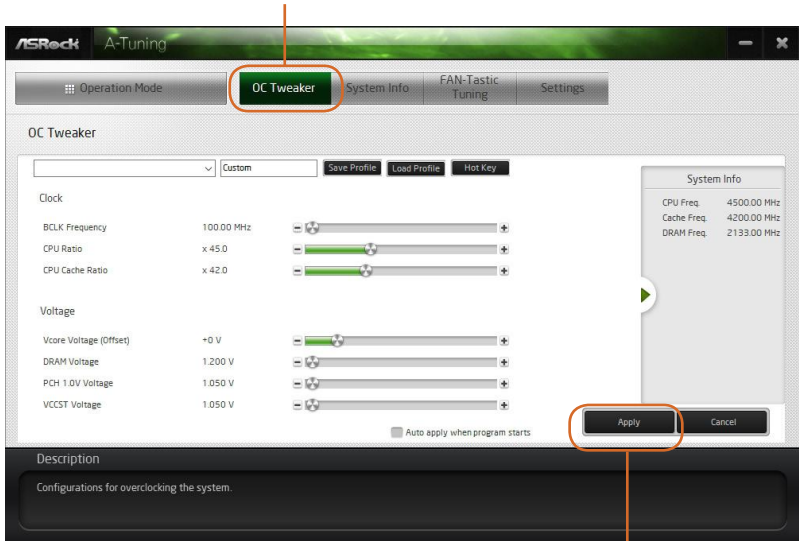 ASRock A-Tuning
Operation Mode OC Tweaker System Info FAN-Tastic Tuning Settings
OC Tweaker
Custom Save Profile Load Profile Hot Key
Clock
BCLK Frequency 100.00 MHz
CPU Ratio x 45.0
CPU Cache Ratio x 42.0
Voltage
Vcore Voltage (Offset) +0 V
DRAM Voltage 1.200 V
PCH 1.0V Voltage 1.050 V
VCCST Voltage 1.050 V
Auto apply when program starts
System Info
CPU Freq. 4500.00 MHz
Cache Freq. 4200.00 MHz
DRAM Freq. 2133.00 MHz
Apply Cancel
Description
Configurations for overclocking the system.